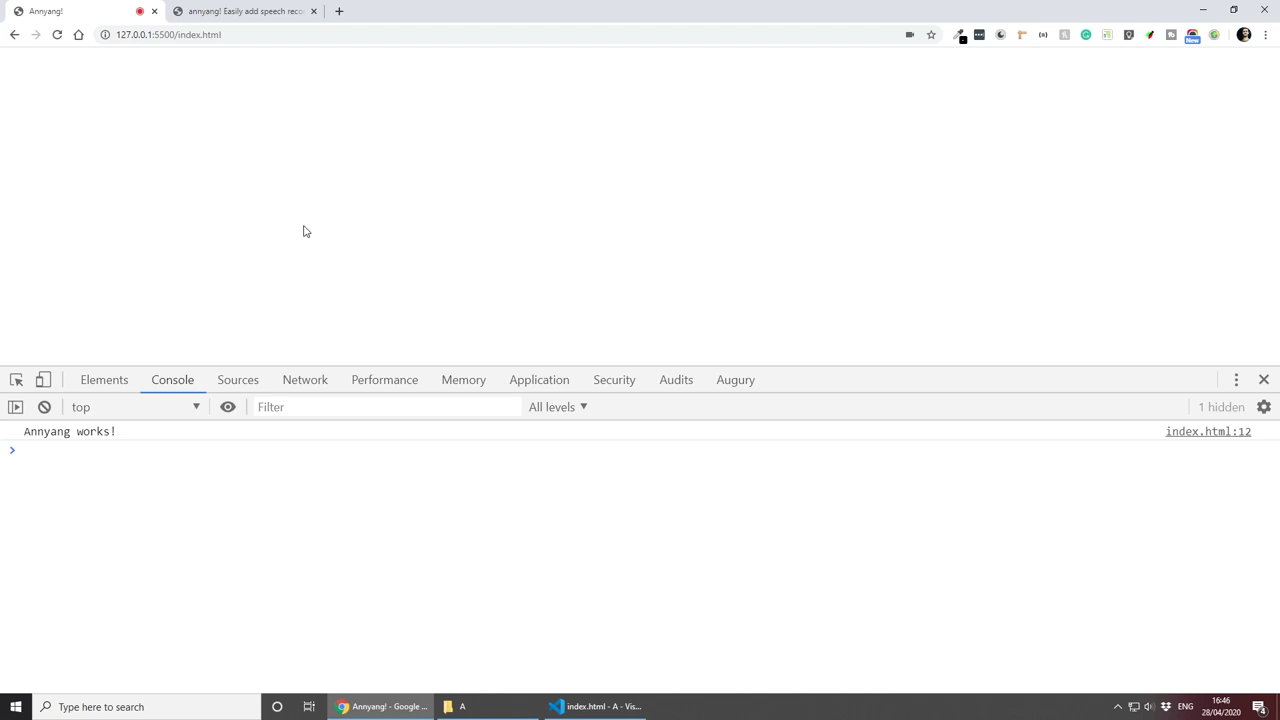 Annyang!
annyang! Easily add speech reco
127.0.0.1:5500/index.html
New
Elements
Console
Sources
Network
Performance
Memory
Application
Security
Audits
Augury
top
Filter
All levels
1 hidden
Annyang works!
index.html:12
Type here to search
Annyang! - Google ...
A
index.html - A - Vis...
ENG
16:46
28/04/2020
4